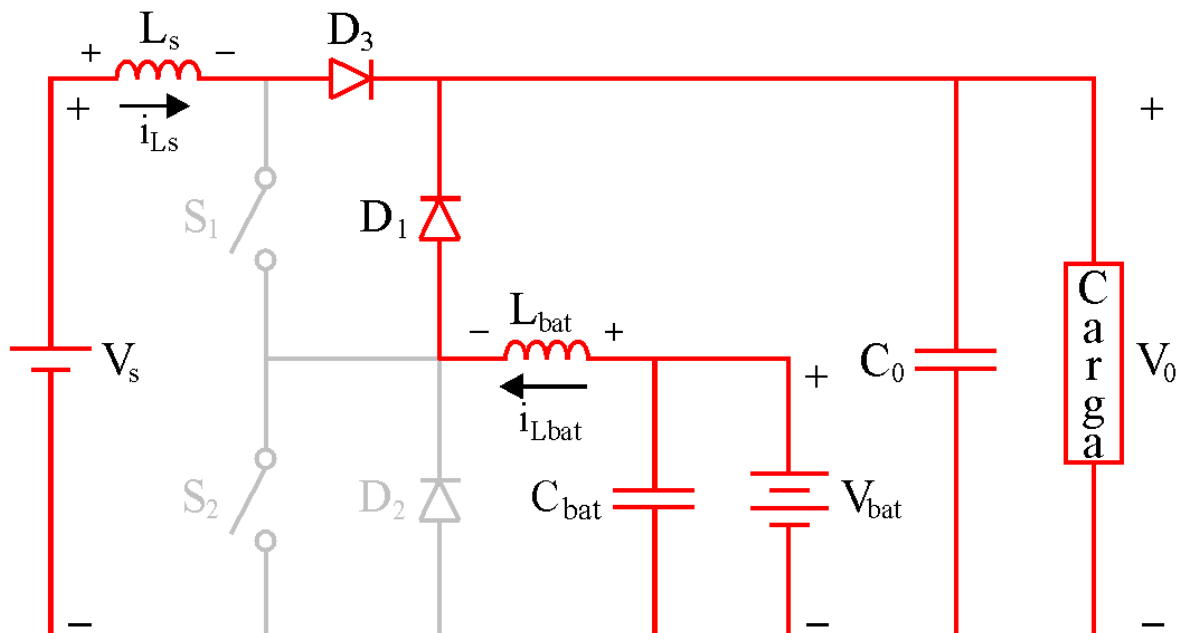 + Ls − D3
+ iLs +
S1 D1
− Lbat +
Vs + C0 Carga V0
iLbat
S2 D2 Cbat Vbat
− − −